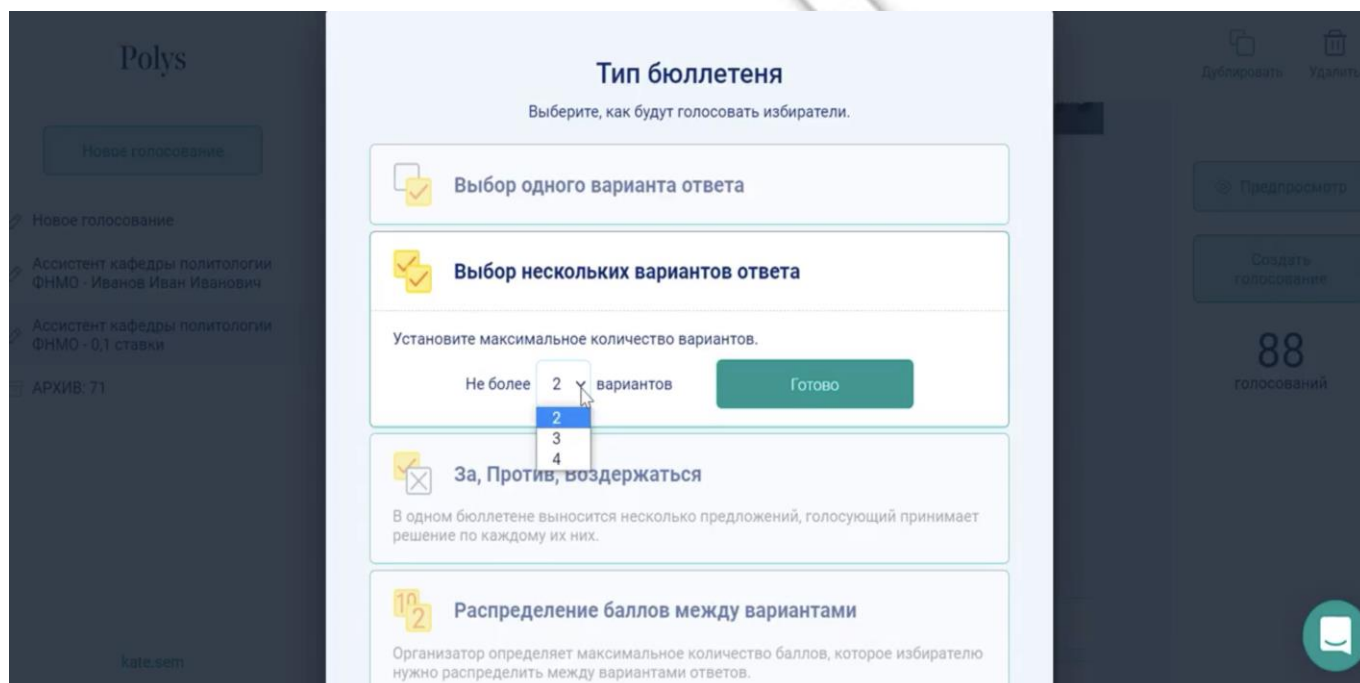 Polys
Новое голосование
Новое голосование
Ассистент кафедры политологии
ФНМО - Иванов Иван Иванович
Ассистент кафедры политологии
ФНМО - 0,1 ставки
АРХИВ: 71
kate.sem
Тип бюллетеня
Выберите, как будут голосовать избиратели.
Выбор одного варианта ответа
Выбор нескольких вариантов ответа
Установите максимальное количество вариантов.
Не более 2 вариантов Готово
2
3
4
За, Против, Воздержаться
В одном бюллетене выносится несколько предложений, голосующий принимает
решение по каждому их них.
10 2
Распределение баллов между вариантами
Организатор определяет максимальное количество баллов, которое избирателю
нужно распределить между вариантами ответов.
Дублировать Удалить
Предпросмотр
Создать
голосование
88
голосований